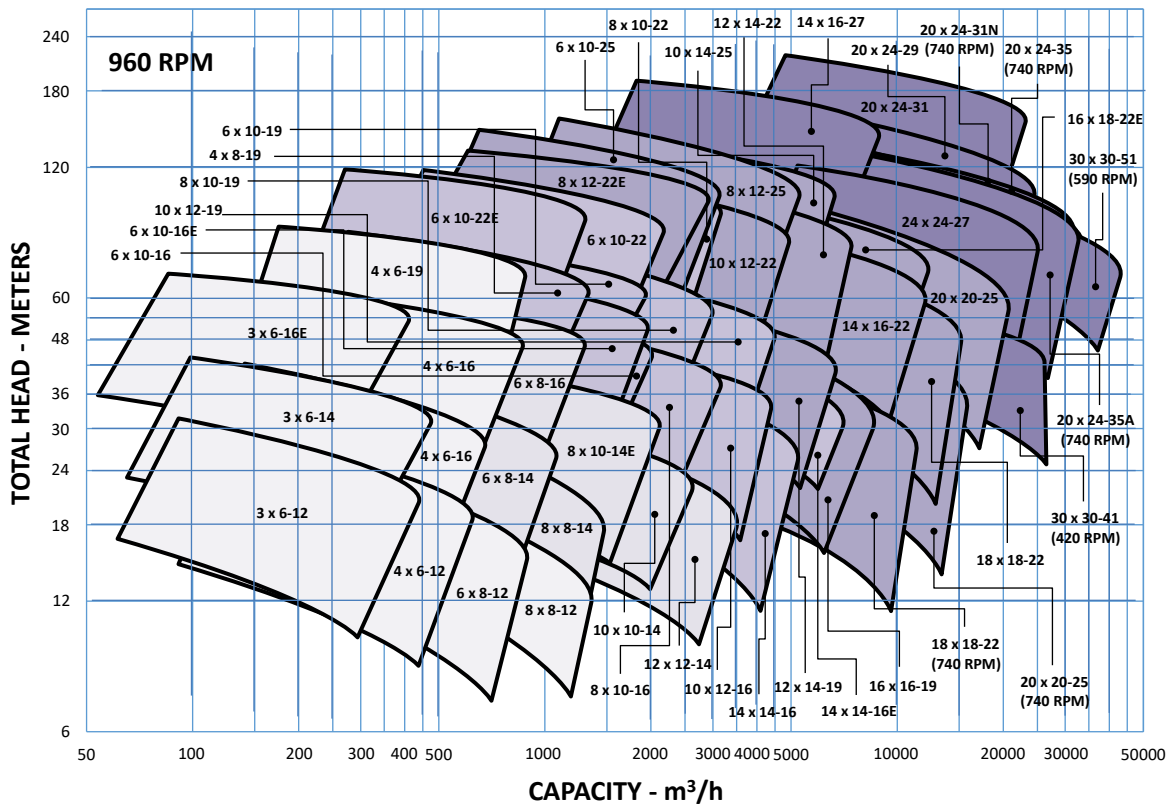 960 RPM
TOTAL HEAD - METERS
240
180
120
60
48
36
30
24
18
12
6
8 x 10-22
6 x 10-25
12 x 14-22
10 x 14-25
14 x 16-27
20 x 24-29
20 x 24-31N
(740 RPM)
20 x 24-35
(740 RPM)
16 x 18-22E
30 x 30-51
(590 RPM)
6 x 10-19
4 x 8-19
8 x 10-19
10 x 12-19
6 x 10-16E
6 x 10-16
20 x 24-31
8 x 12-22E
8 x 12-25
6 x 10-22E
6 x 10-22
24 x 24-27
10 x 12-22
4 x 6-19
20 x 20-25
3 x 6-16E
14 x 16-22
4 x 6-16
6 x 8-16
3 x 6-14
8 x 10-14E
4 x 6-16
6 x 8-14
3 x 6-12
8 x 8-14
4 x 6-12
6 x 8-12
8 x 8-12
20 x 24-35A
(740 RPM)
30 x 30-41
(420 RPM)
18 x 18-22
10 x 10-14
12 x 12-14
8 x 10-16
10 x 12-16
14 x 14-16
12 x 14-19
14 x 14-16E
16 x 16-19
18 x 18-22
(740 RPM)
20 x 20-25
(740 RPM)
50
100
200
300
400
500
1000
2000
3000
4000
5000
10000
20000
30000
50000
CAPACITY - m³/h